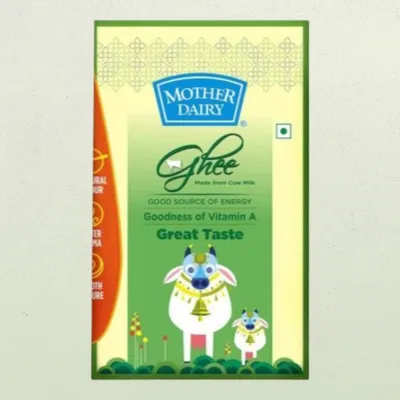 MOTHER
DAIRY
Ghee
Made from Cow Milk
GOOD SOURCE OF ENERGY
Goodness of Vitamin A
Great Taste